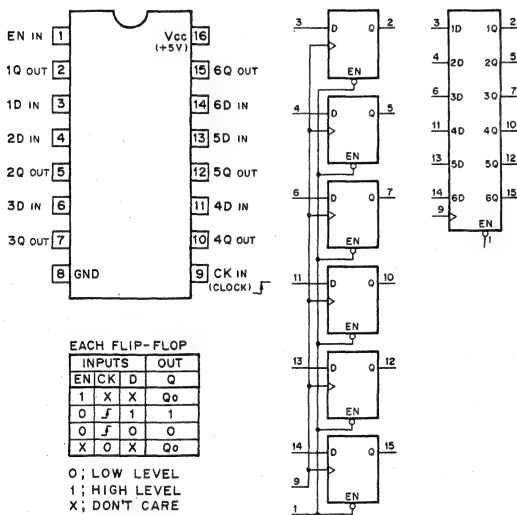 EN IN 1
16 Vcc
(+5V)
1Q OUT 2
15 6Q OUT
1D IN 3
14 6D IN
2D IN 4
13 5D IN
2Q OUT 5
12 5Q OUT
3D IN 6
11 4D IN
3Q OUT 7
10 4Q OUT
8 GND
9 CK IN
(CLOCK)
EACH FLIP-FLOP
INPUTS OUT
EN CK D Q
1 X X Qo
0 1 1
0 0 0
X 0 X Qo
0; LOW LEVEL
1; HIGH LEVEL
X; DON'T CARE
3 D Q 2
EN
4 D Q 5
EN
6 D Q 7
EN
11 D Q 10
EN
13 D Q 12
EN
14 D Q 15
9
EN
1
3 1D 1Q 2
4 2D 2Q 5
6 3D 3Q 7
11 4D 4Q 10
13 5D 5Q 12
14 6D 6Q 15
9
EN
1